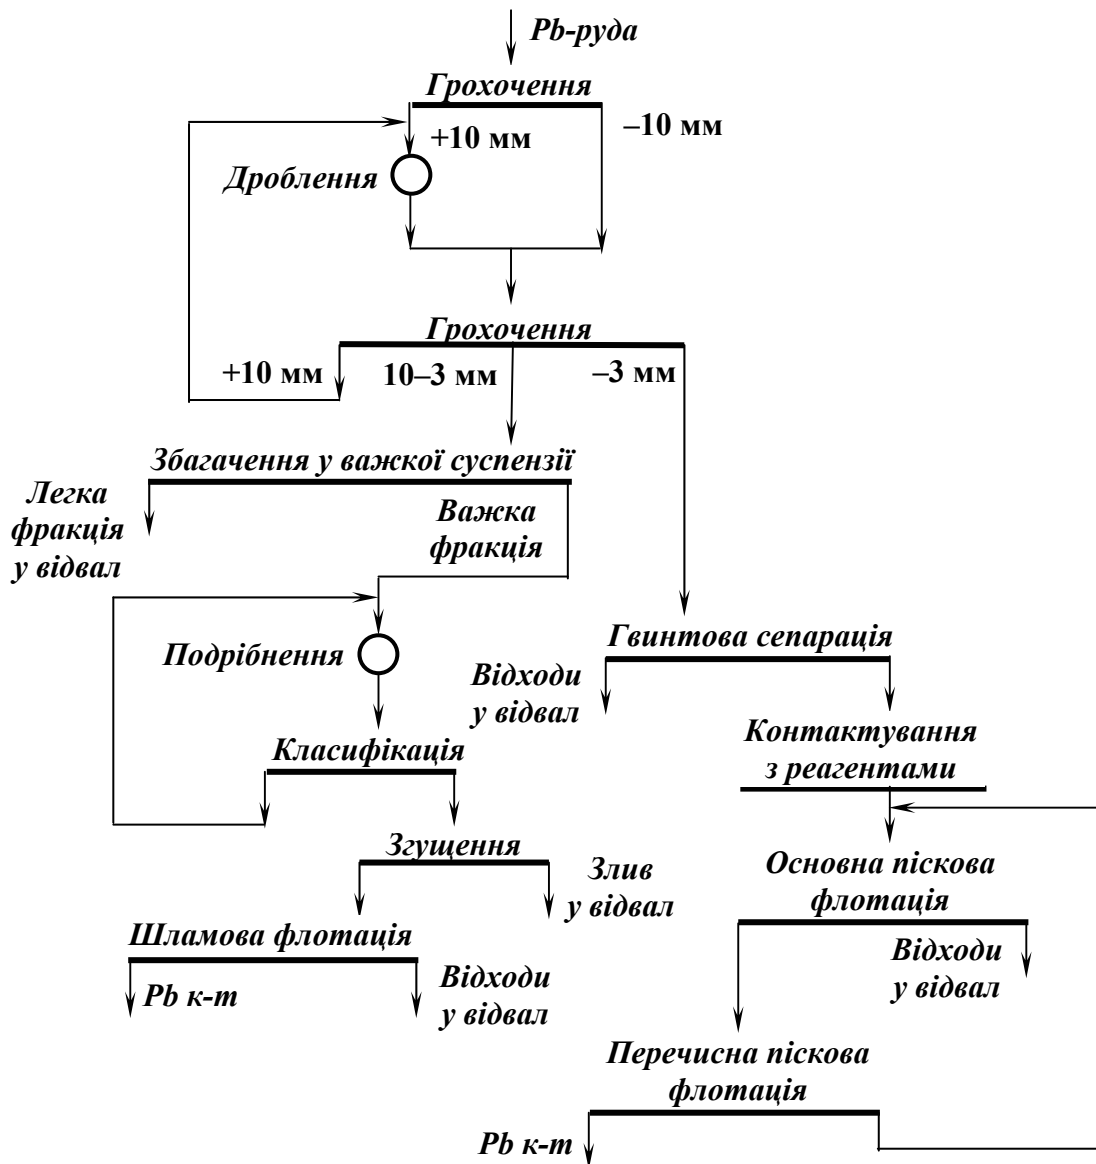 Pb-руда
Грохочення
+10 мм
–10 мм
Дроблення
Грохочення
+10 мм
10–3 мм
–3 мм
Збагачення у важкої суспензії
Легка
фракція
у відвал
Важка
фракція
Подрібнення
Гвинтова сепарація
Відходи
у відвал
Класифікація
Контактування
з реагентами
Згущення
Злив
у відвал
Основна піскова
флотація
Шламова флотація
Pb к-т
Відходи
у відвал
Відходи
у відвал
Перечисна піскова
флотація
Pb к-т